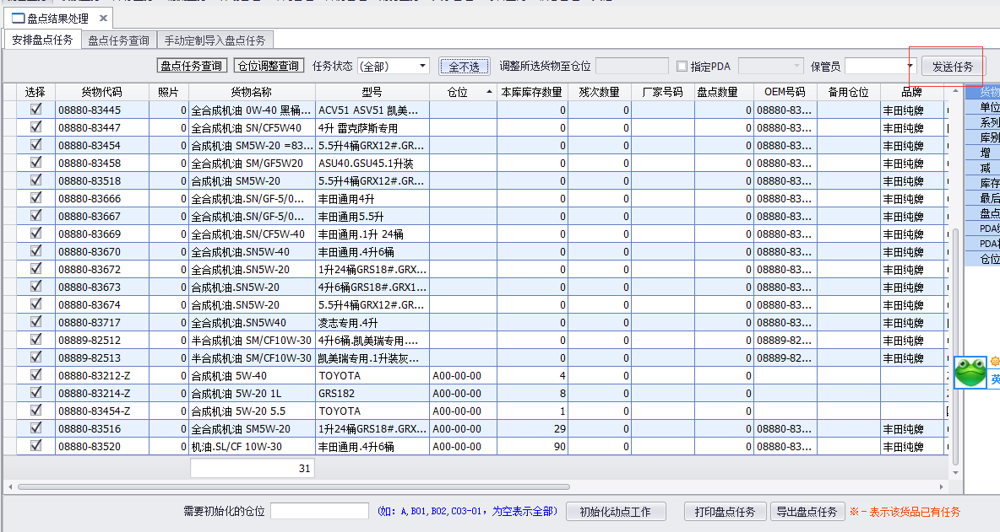 盘点结果处理
安排盘点任务 盘点任务查询 手动定制导入盘点任务
盘点任务查询 仓位调整查询 任务状态 (全部) 全不选 调整所选货物至仓位 指定PDA 保管员 发送任务
选择 货物代码 照片 货物名称 型号 仓位 本库库存数量 残次数量 厂家号码 盘点数量 OEM号码 备用仓位 品牌
08880-83445 0 全合成机油 0W-40 黑桶... ACV51 ASV51 凯美... 0 0 0 08880-83... 丰田纯牌
08880-83447 0 全合成机油 SN/CF5W40 4升 雷克萨斯专用 0 0 0 08880-83... 丰田纯牌
08880-83454 0 合成机油 SM5W-20 =83... 5.5升4桶GRX12#.GR... 0 0 0 08880-83... 丰田纯牌
08880-83458 0 全合成机油 SM/GF5W20 ASU40.GSU45.1升装 0 0 0 08880-83... 丰田纯牌
08880-83518 0 合成机油 SM5W-20 5.5升4桶GRX12#.GR... 0 0 0 08880-83... 丰田纯牌
08880-83666 0 全合成机油.SN/GF-5/0... 丰田通用4升 0 0 0 08880-83... 丰田纯牌
08880-83667 0 全合成机油.SN/GF-5/0... 丰田通用5.5升 0 0 0 08880-83... 丰田纯牌
08880-83669 0 全合成机油.SN/CF5W-40 丰田通用.1升 24桶 0 0 0 08880-83... 丰田纯牌
08880-83670 0 全合成机油.SN5W-40 丰田通用.4升6桶 0 0 0 08880-83... 丰田纯牌
08880-83672 0 全合成机油.SN5W-20 1升24桶GRS18#.GRX... 0 0 0 08880-83... 丰田纯牌
08880-83673 0 全合成机油.SN5W-20 4升6桶GRS18#.GRX1... 0 0 0 08880-83... 丰田纯牌
08880-83674 0 全合成机油.SN5W-20 5.5升4桶GRX12#.GR... 0 0 0 08880-83... 丰田纯牌
08880-83717 0 全合成机油.SN5W40 凌志专用.4升 0 0 0 08880-83... 丰田纯牌
08889-82512 0 半合成机油 SM/CF10W-30 4升6桶.凯美瑞专用.... 0 0 0 08889-82... 丰田纯牌
08889-82513 0 半合成机油 SM/CF10W-30 凯美瑞专用.1升装灰... 0 0 0 08889-82... 丰田纯牌
08880-83212-Z 0 合成机油 5W-40 TOYOTA A00-00-00 4 0 0
08880-83214-Z 0 合成机油 5W-20 1L GRS182 A00-00-00 8 0 0
08880-83454-Z 0 合成机油 5W-20 5.5 TOYOTA A00-00-00 1 0 0
08880-83516 0 全合成机油 SM5W-20 1升24桶GRS18#.GRX... A00-00-00 29 0 0 08880-83... 丰田纯牌
08880-83520 0 机油.SL/CF 10W-30 丰田通用.4升6桶 A00-00-00 90 0 0 08880-83... 丰田纯牌
31
货物
单位
系列
库别
增
减
库存
最后
盘点
PDA
PDA
仓位
英
需要初始化的仓位 (如: A,B01,B02,C03-01, 为空表示全部) 初始化动点工作 打印盘点任务 导出盘点任务 ※ - 表示该货品已有任务